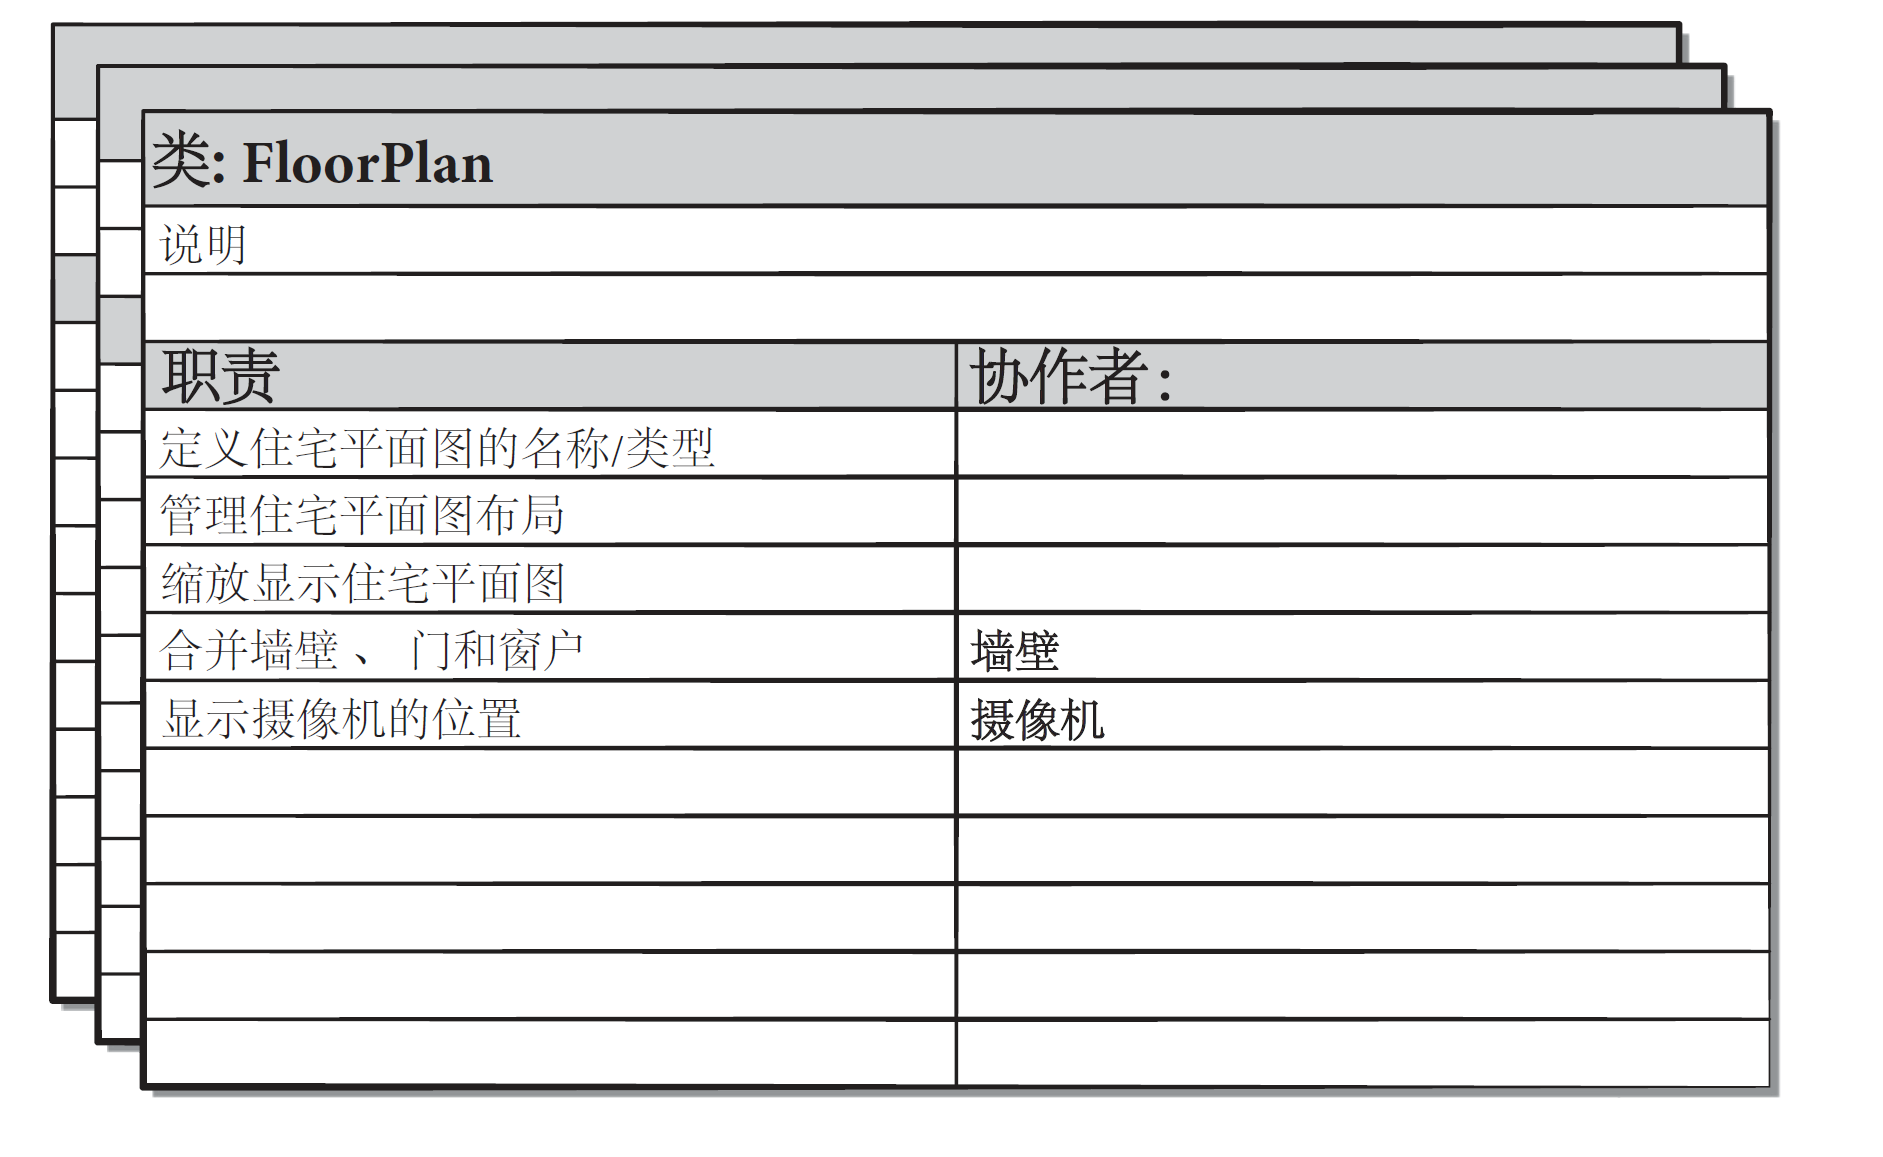 类: FloorPlan
说明
职责 协作者:
定义住宅平面图的名称/类型
管理住宅平面图布局
缩放显示住宅平面图
合并墙壁、 门和窗户 墙壁
显示摄像机的位置 摄像机